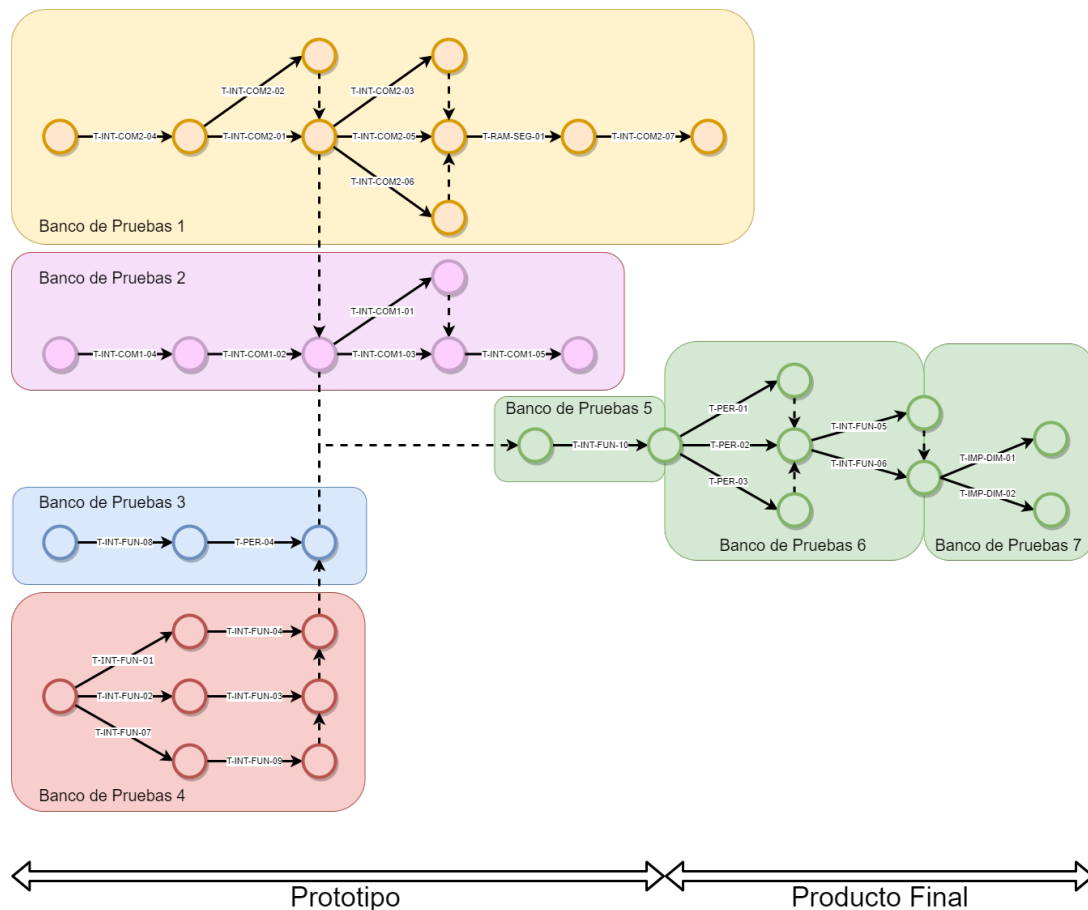 T-INT-COM2-02
T-INT-COM2-03
T-INT-COM2-04
T-INT-COM2-01
T-INT-COM2-05
T-RAM-SEG-01
T-INT-COM2-07
T-INT-COM2-06
Banco de Pruebas 1
Banco de Pruebas 2
T-INT-COM1-01
T-INT-COM1-04
T-INT-COM1-02
T-INT-COM1-03
T-INT-COM1-05
Banco de Pruebas 5
T-INT-FUN-10
T-PER-01
T-PER-02
T-PER-03
T-INT-FUN-05
T-INT-FUN-06
T-IMP-DIM-01
T-IMP-DIM-02
Banco de Pruebas 6
Banco de Pruebas 7
Banco de Pruebas 3
T-INT-FUN-08
T-PER-04
T-INT-FUN-01
T-INT-FUN-04
T-INT-FUN-02
T-INT-FUN-03
T-INT-FUN-07
T-INT-FUN-09
Banco de Pruebas 4
Prototipo
Producto Final